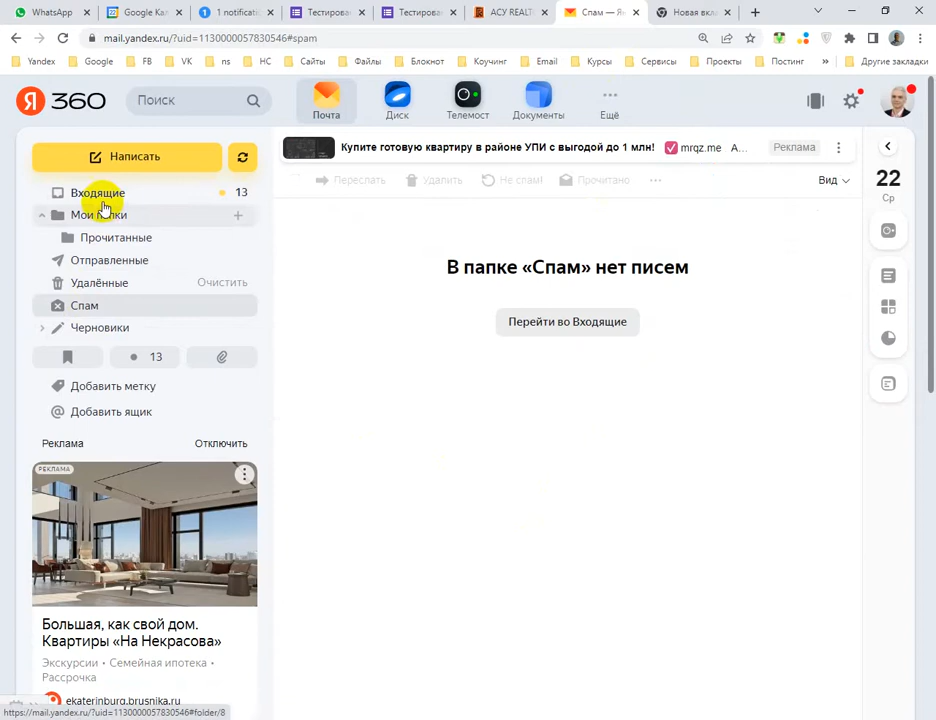 WhatsApp
Google Кал
1 notificati
Тестирова
Тестирова
АСУ REALT
Спам — Ян
Новая вкл
mail.yandex.ru/?uid=1130000057830546#spam
Yandex
Google
FB
VK
ns
НС
Сайты
Файлы
Блокнот
Коучинг
Email
Курсы
Сервисы
Проекты
Постинг
»
Другие закладки
Я 360
Поиск
Почта
Диск
Телемост
Документы
Ещё
Написать
Купите готовую квартиру в районе УПИ с выгодой до 1 млн!
mrqz.me
А...
Реклама
Переслать
Удалить
Не спам!
Прочитано
Вид
22
Ср
Входящие
13
Мои папки
Прочитанные
Отправленные
Удалённые
Очистить
Спам
Черновики
13
Добавить метку
Добавить ящик
В папке «Спам» нет писем
Перейти во Входящие
Реклама
Отключить
РЕКЛАМА
Большая, как свой дом.
Квартиры «На Некрасова»
Экскурсии • Семейная ипотека •
Рассрочка
ekaterinburg.brusnika.ru
https://mail.yandex.ru/?uid=1130000057830546#folder/8